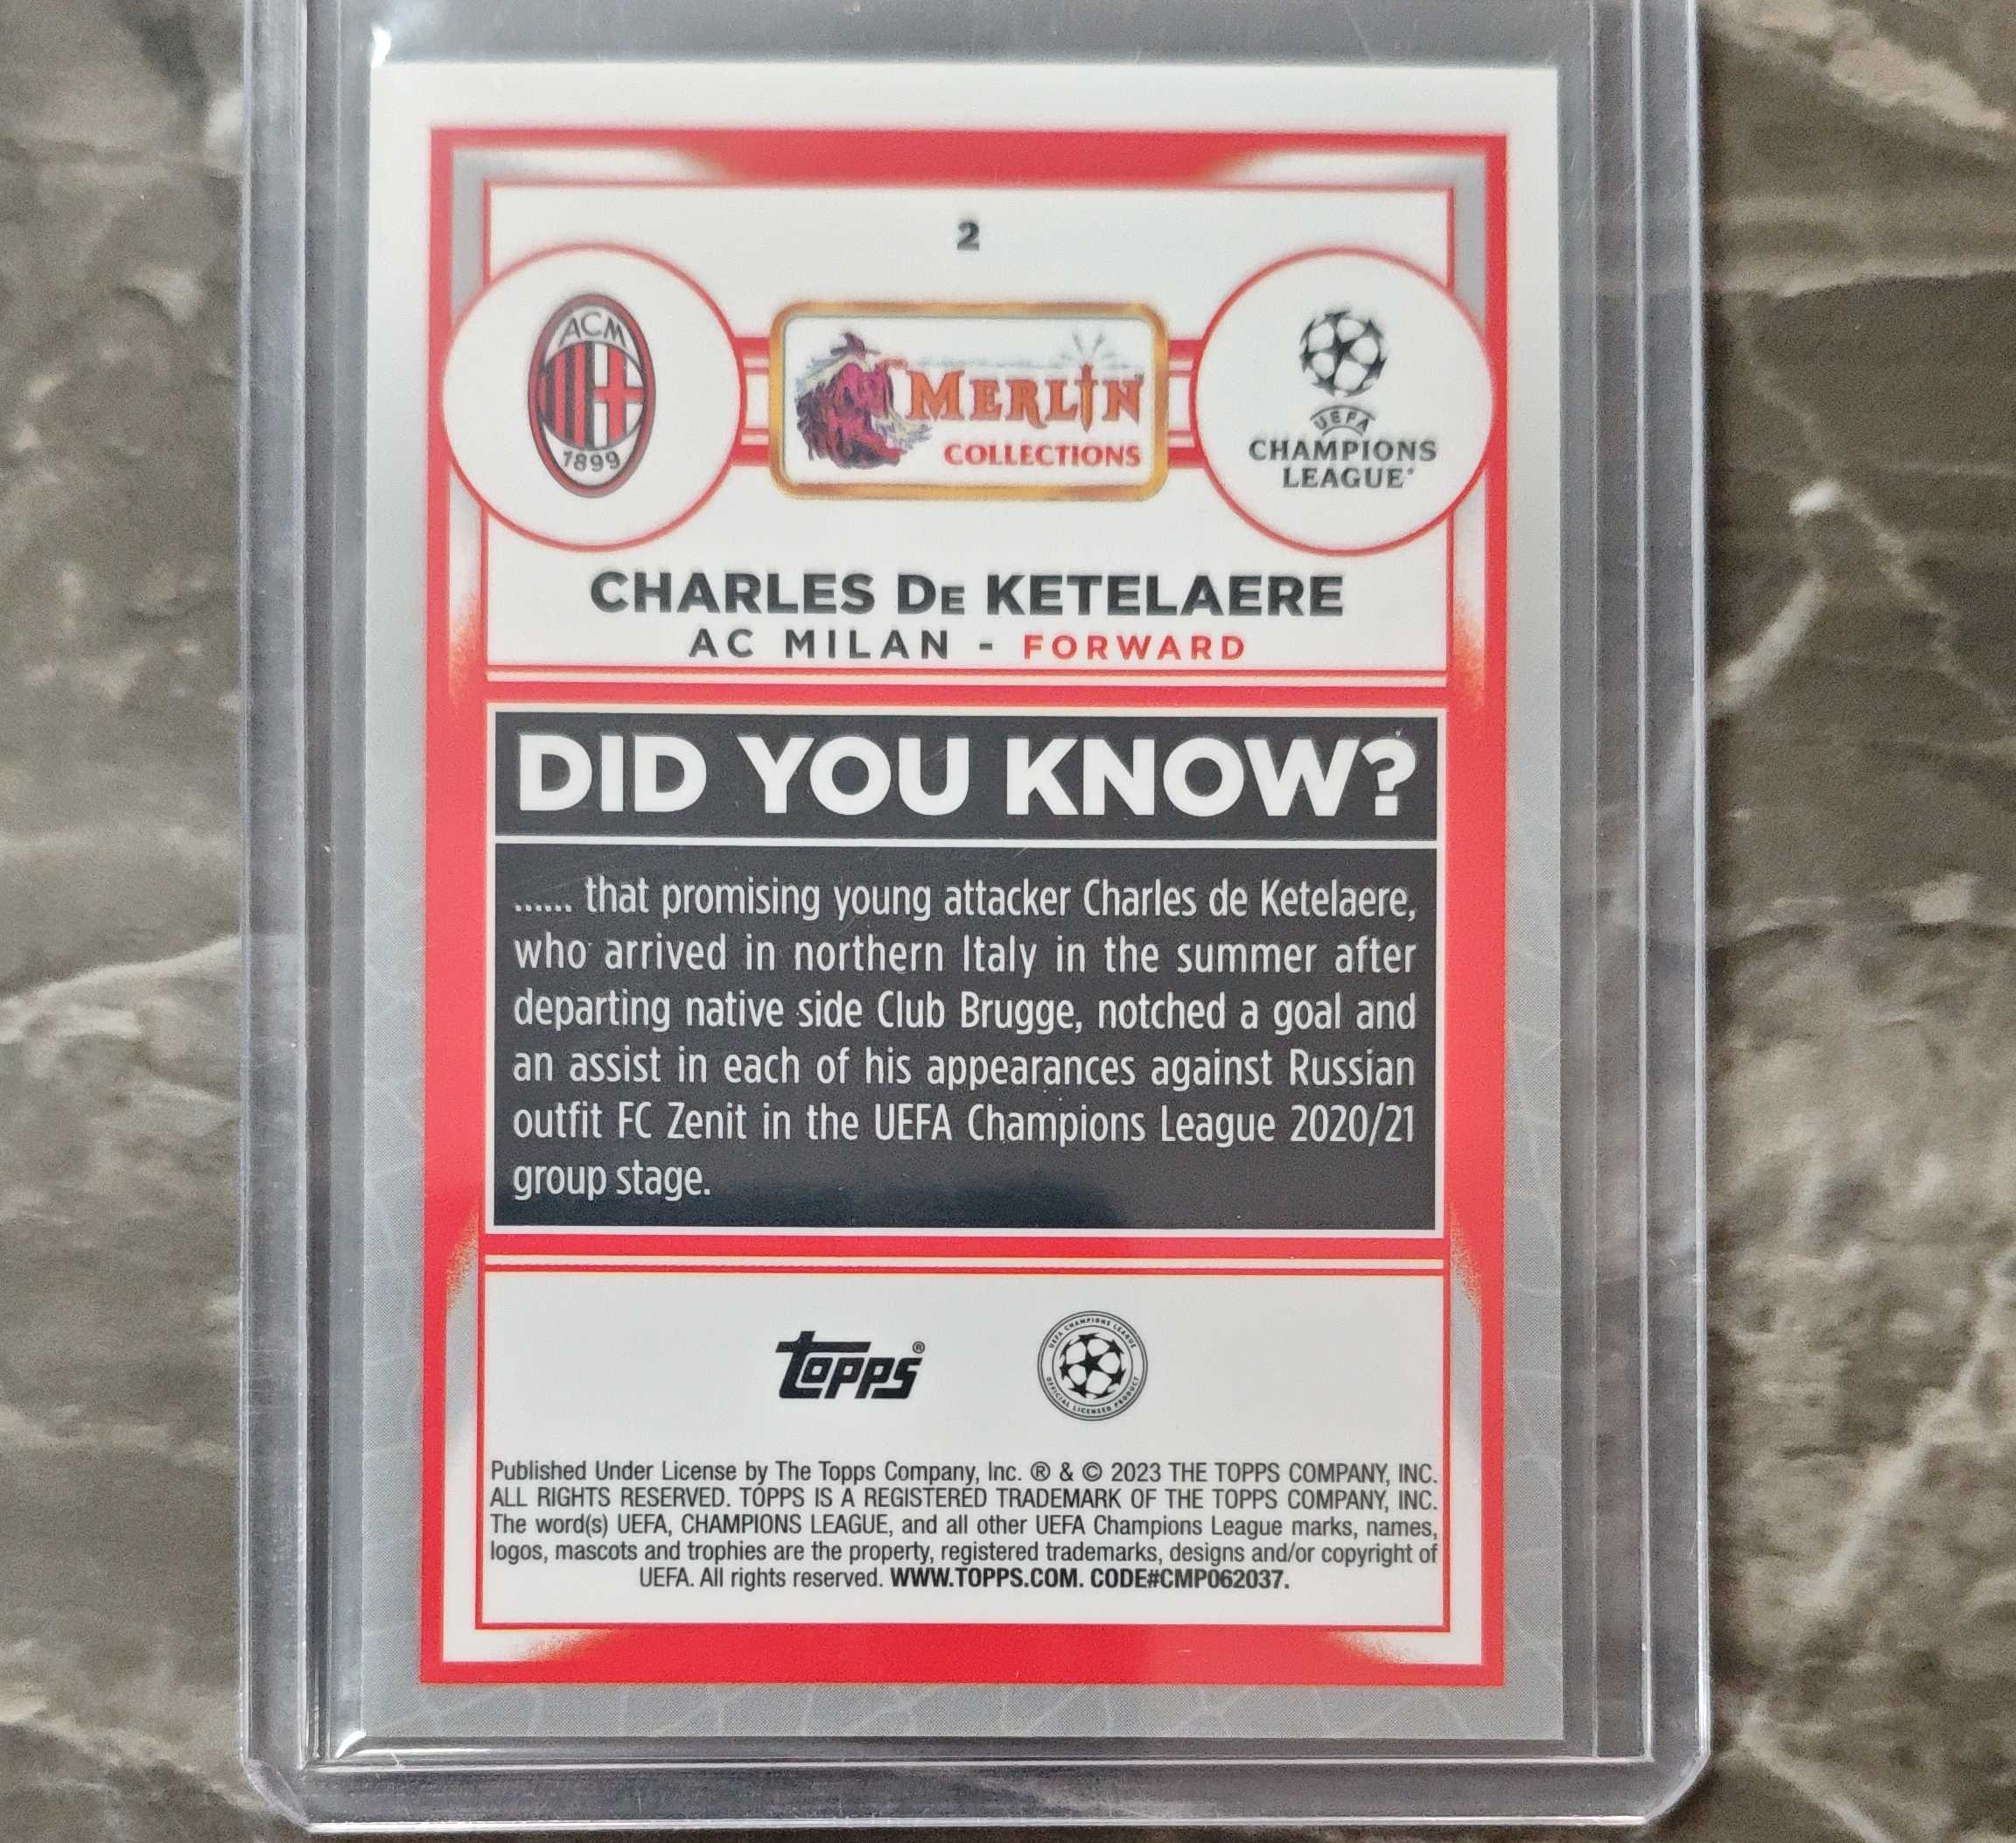 2
ACM
1899
MERLIN
COLLECTIONS
UEFA
CHAMPIONS
LEAGUE®
CHARLES DE KETELAERE
AC MILAN - FORWARD
DID YOU KNOW?
...... that promising young attacker Charles de Ketelaere,
who arrived in northern Italy in the summer after
departing native side Club Brugge, notched a goal and
an assist in each of his appearances against Russian
outfit FC Zenit in the UEFA Champions League 2020/21
group stage.
topps®
UEFA CHAMPIONS LEAGUE
OFFICIAL LICENSED PRODUCT
Published Under License by The Topps Company, Inc. ® & © 2023 THE TOPPS COMPANY, INC.
ALL RIGHTS RESERVED. TOPPS IS A REGISTERED TRADEMARK OF THE TOPPS COMPANY, INC.
The word(s) UEFA, CHAMPIONS LEAGUE, and all other UEFA Champions League marks, names,
logos, mascots and trophies are the property, registered trademarks, designs and/or copyright of
UEFA. All rights reserved. WWW.TOPPS.COM. CODE#CMP062037.